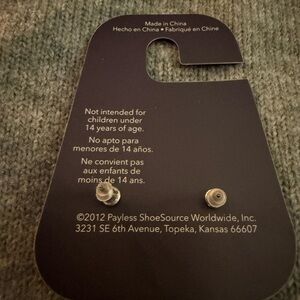 Made in China
Hecho en China • Fabriqué en Chine
Not intended for
children under
14 years of age.
No apto para
menores de 14 años.
Ne convient pas
aux enfants de
moins de 14 ans.
©2012 Payless ShoeSource Worldwide, Inc.
3231 SE 6th Avenue, Topeka, Kansas 66607